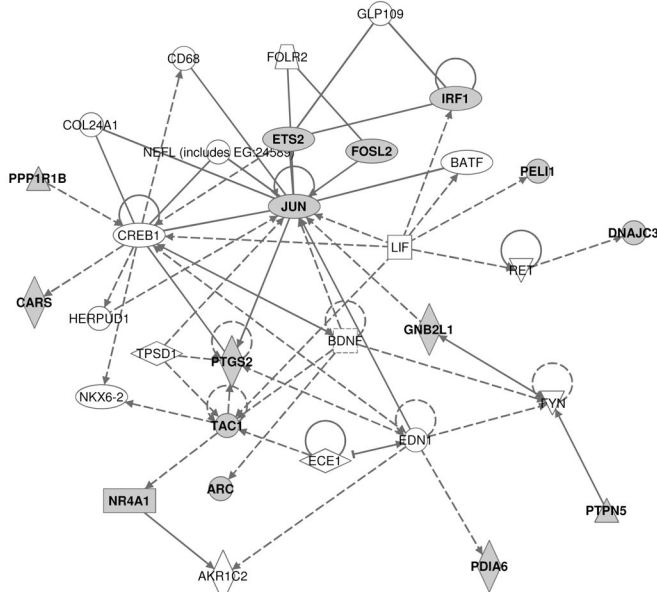 GLP109
CD68
FOLR2
IRF1
COL24A1
ETS2
NEFL (includes EG:24589)
FOSL2
BATF
PELI1
PPP1R1B
JUN
CREB1
LIF
DNAJC3
RET
CARS
HERPUD1
GNB2L1
BDNF
TPSD1
PTGS2
NKX6-2
FYN
TAC1
EDN1
ECE1
ARC
NR4A1
PTPN5
PDIA6
AKR1C2